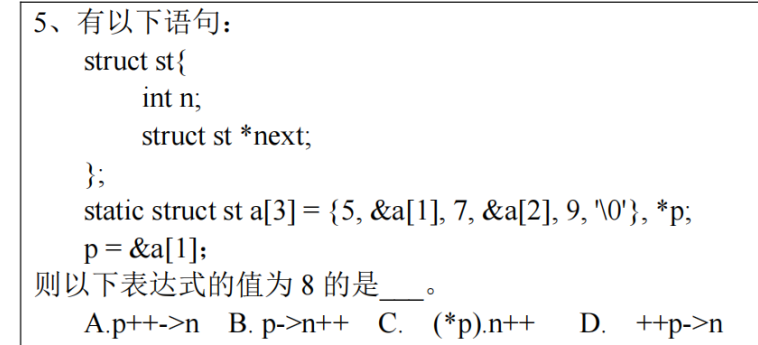 5、有以下语句：
struct st{
int n;
struct st *next;
};
static struct st a[3] = {5, &a[1], 7, &a[2], 9, '\0'}, *p;
p = &a[1]；
则以下表达式的值为 8 的是___。
A.p++->n B. p->n++ C. (*p).n++ D. ++p->n